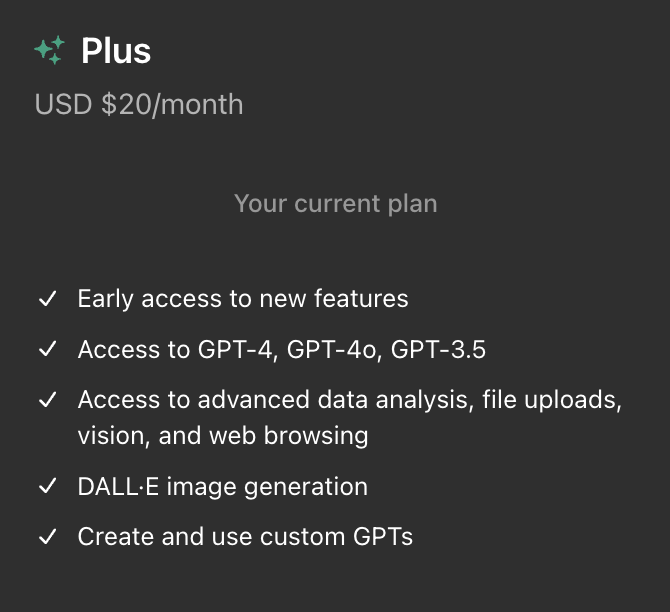 Plus
USD $20/month
Your current plan
Early access to new features
Access to GPT-4, GPT-4o, GPT-3.5
Access to advanced data analysis, file uploads,
vision, and web browsing
DALL·E image generation
Create and use custom GPTs